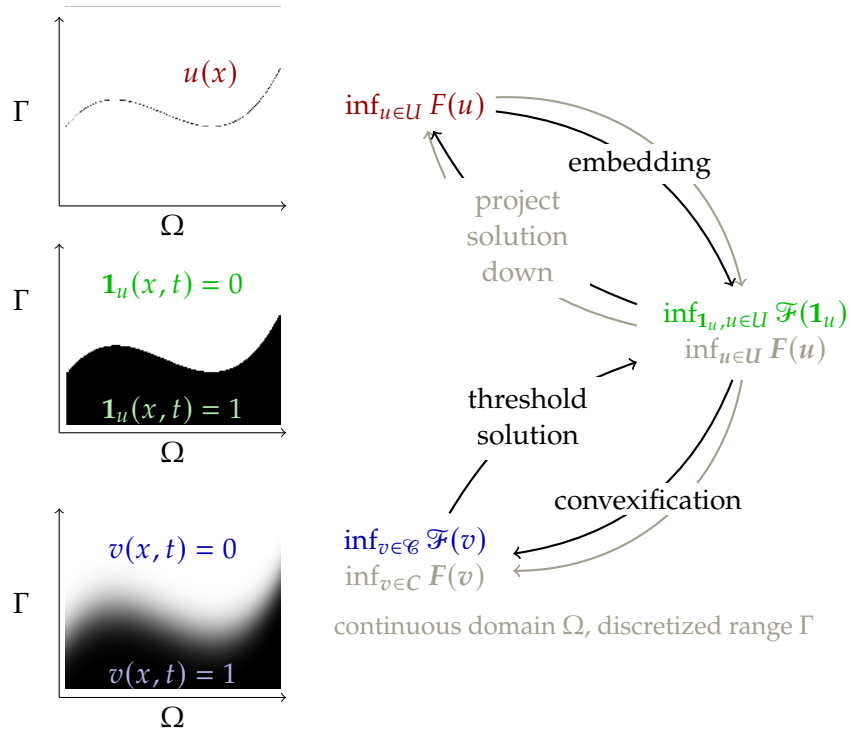 u(x)
Γ
Ω
inf_{u∈U} F(u)
embedding
project
solution
down
𝟏_u(x, t) = 0
Γ
𝟏_u(x, t) = 1
Ω
inf_{𝟏_u, u∈U} ℱ(𝟏_u)
inf_{𝒖∈U} 𝑭(𝒖)
threshold
solution
convexification
v(x, t) = 0
Γ
v(x, t) = 1
Ω
inf_{v∈𝒞} ℱ(v)
inf_{𝒗∈C} 𝑭(𝒗)
continuous domain Ω, discretized range Γ